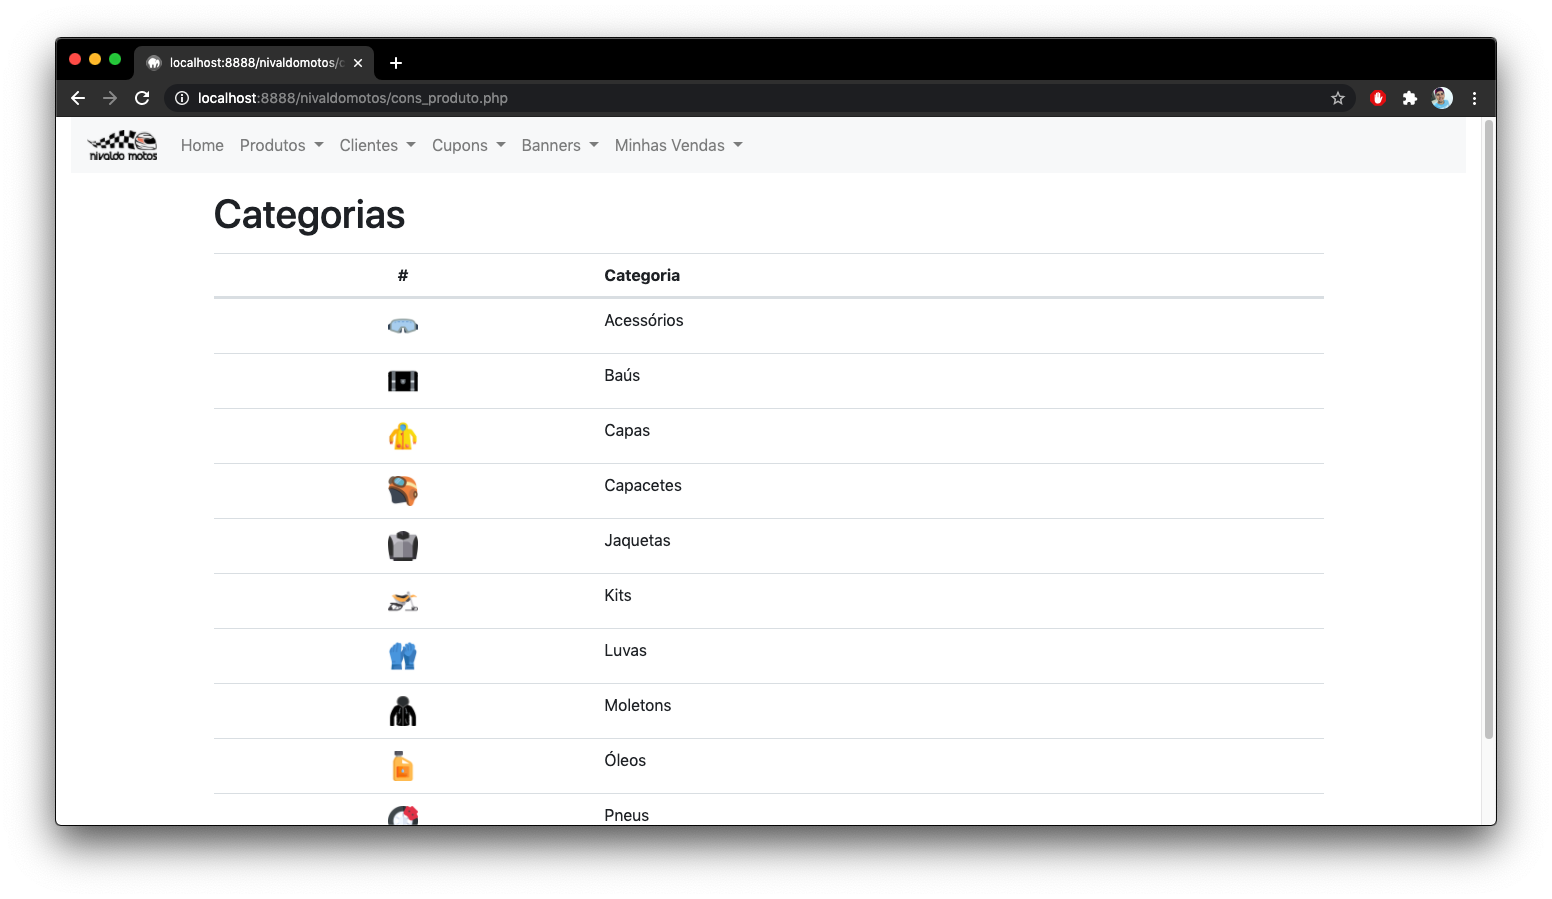 localhost:8888/nivaldomotos/c
localhost:8888/nivaldomotos/cons_produto.php
nivaldo motos Home Produtos Clientes Cupons Banners Minhas Vendas
Categorias
# Categoria
Acessórios
Baús
Capas
Capacetes
Jaquetas
Kits
Luvas
Moletons
Óleos
Pneus